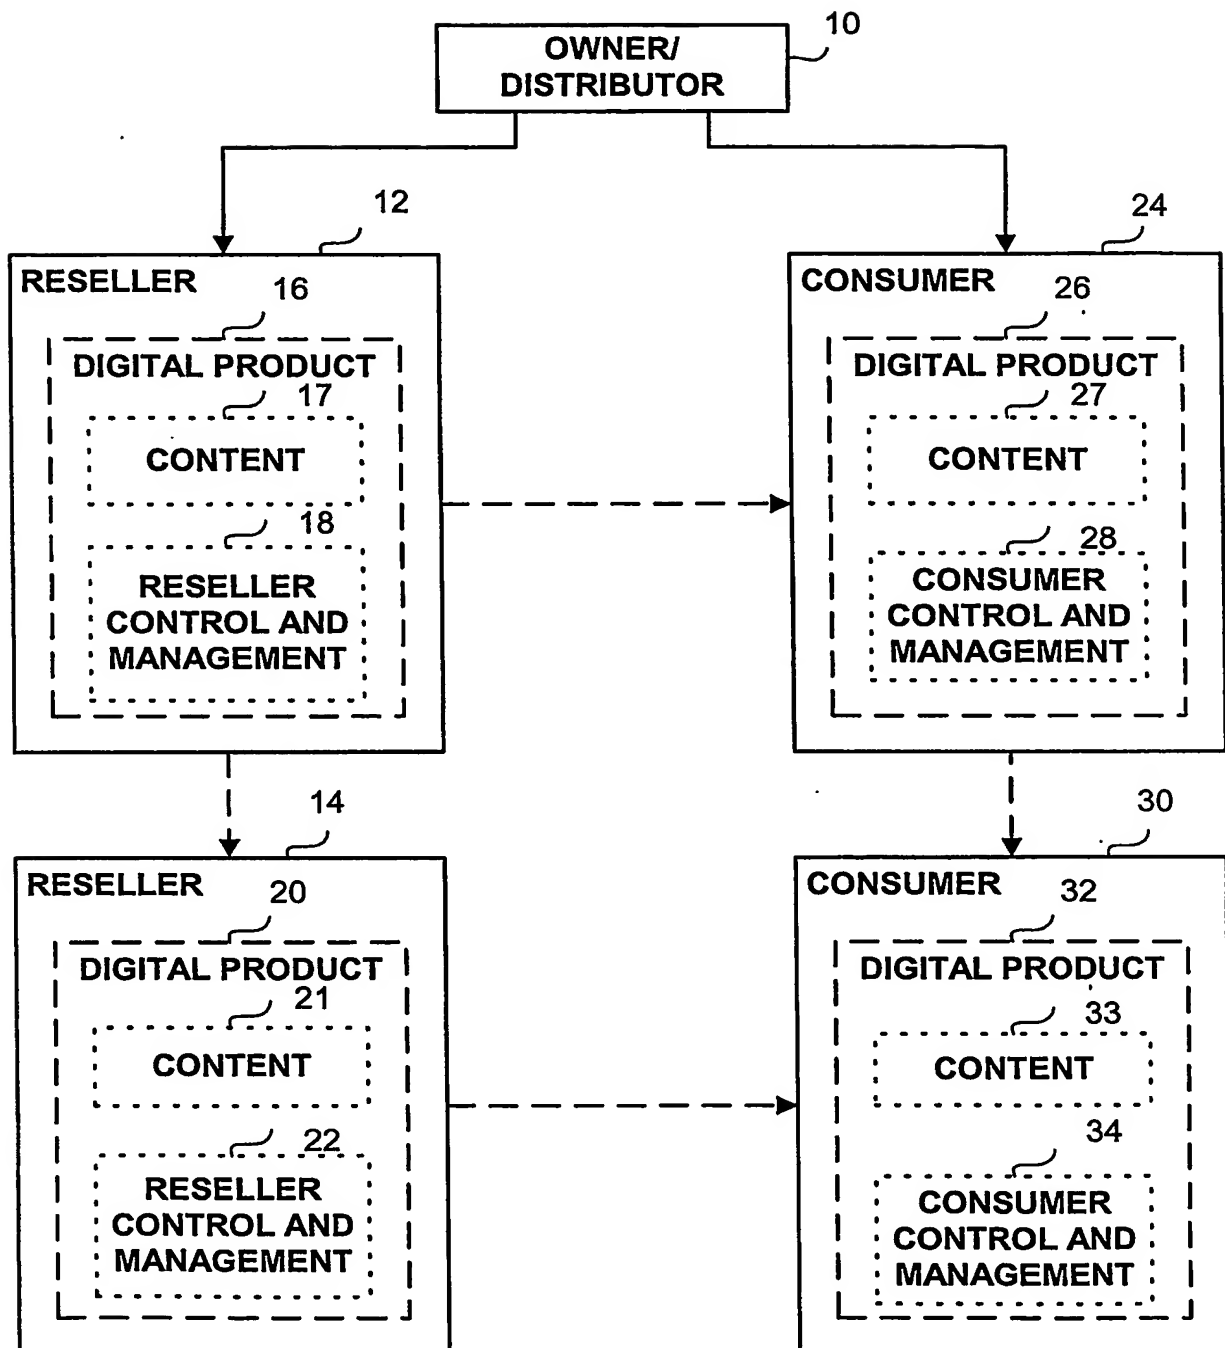 10
OWNER/
DISTRIBUTOR
12
24
RESELLER
16
DIGITAL PRODUCT
17
CONTENT
18
RESELLER
CONTROL AND
MANAGEMENT
CONSUMER
26
DIGITAL PRODUCT
27
CONTENT
28
CONSUMER
CONTROL AND
MANAGEMENT
14
30
RESELLER
20
DIGITAL PRODUCT
21
CONTENT
22
RESELLER
CONTROL AND
MANAGEMENT
CONSUMER
32
DIGITAL PRODUCT
33
CONTENT
34
CONSUMER
CONTROL AND
MANAGEMENT